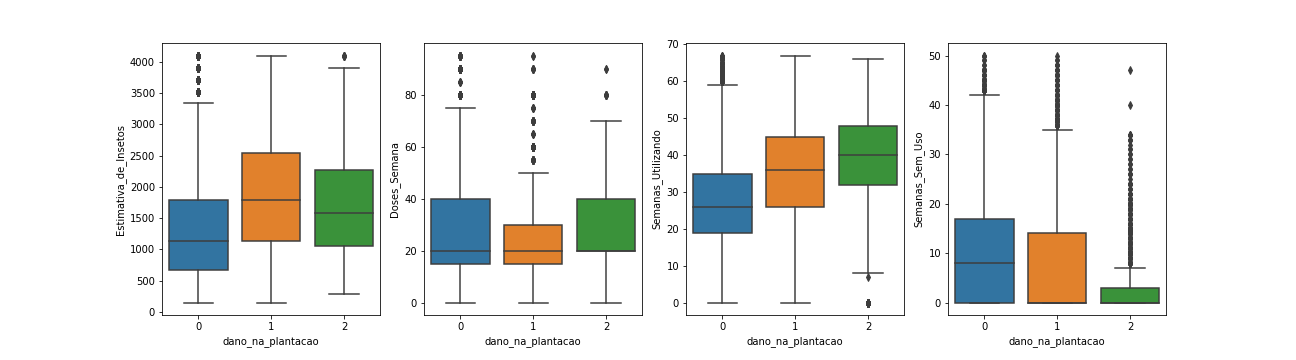 Estimativa_de_Insetos
4000
3500
3000
2500
2000
1500
1000
500
0
0 1 2
dano_na_plantacao
Doses_Semana
80
60
40
20
0
0 1 2
dano_na_plantacao
Semanas_Utilizando
70
60
50
40
30
20
10
0
0 1 2
dano_na_plantacao
Semanas_Sem_Uso
50
40
30
20
10
0
0 1 2
dano_na_plantacao